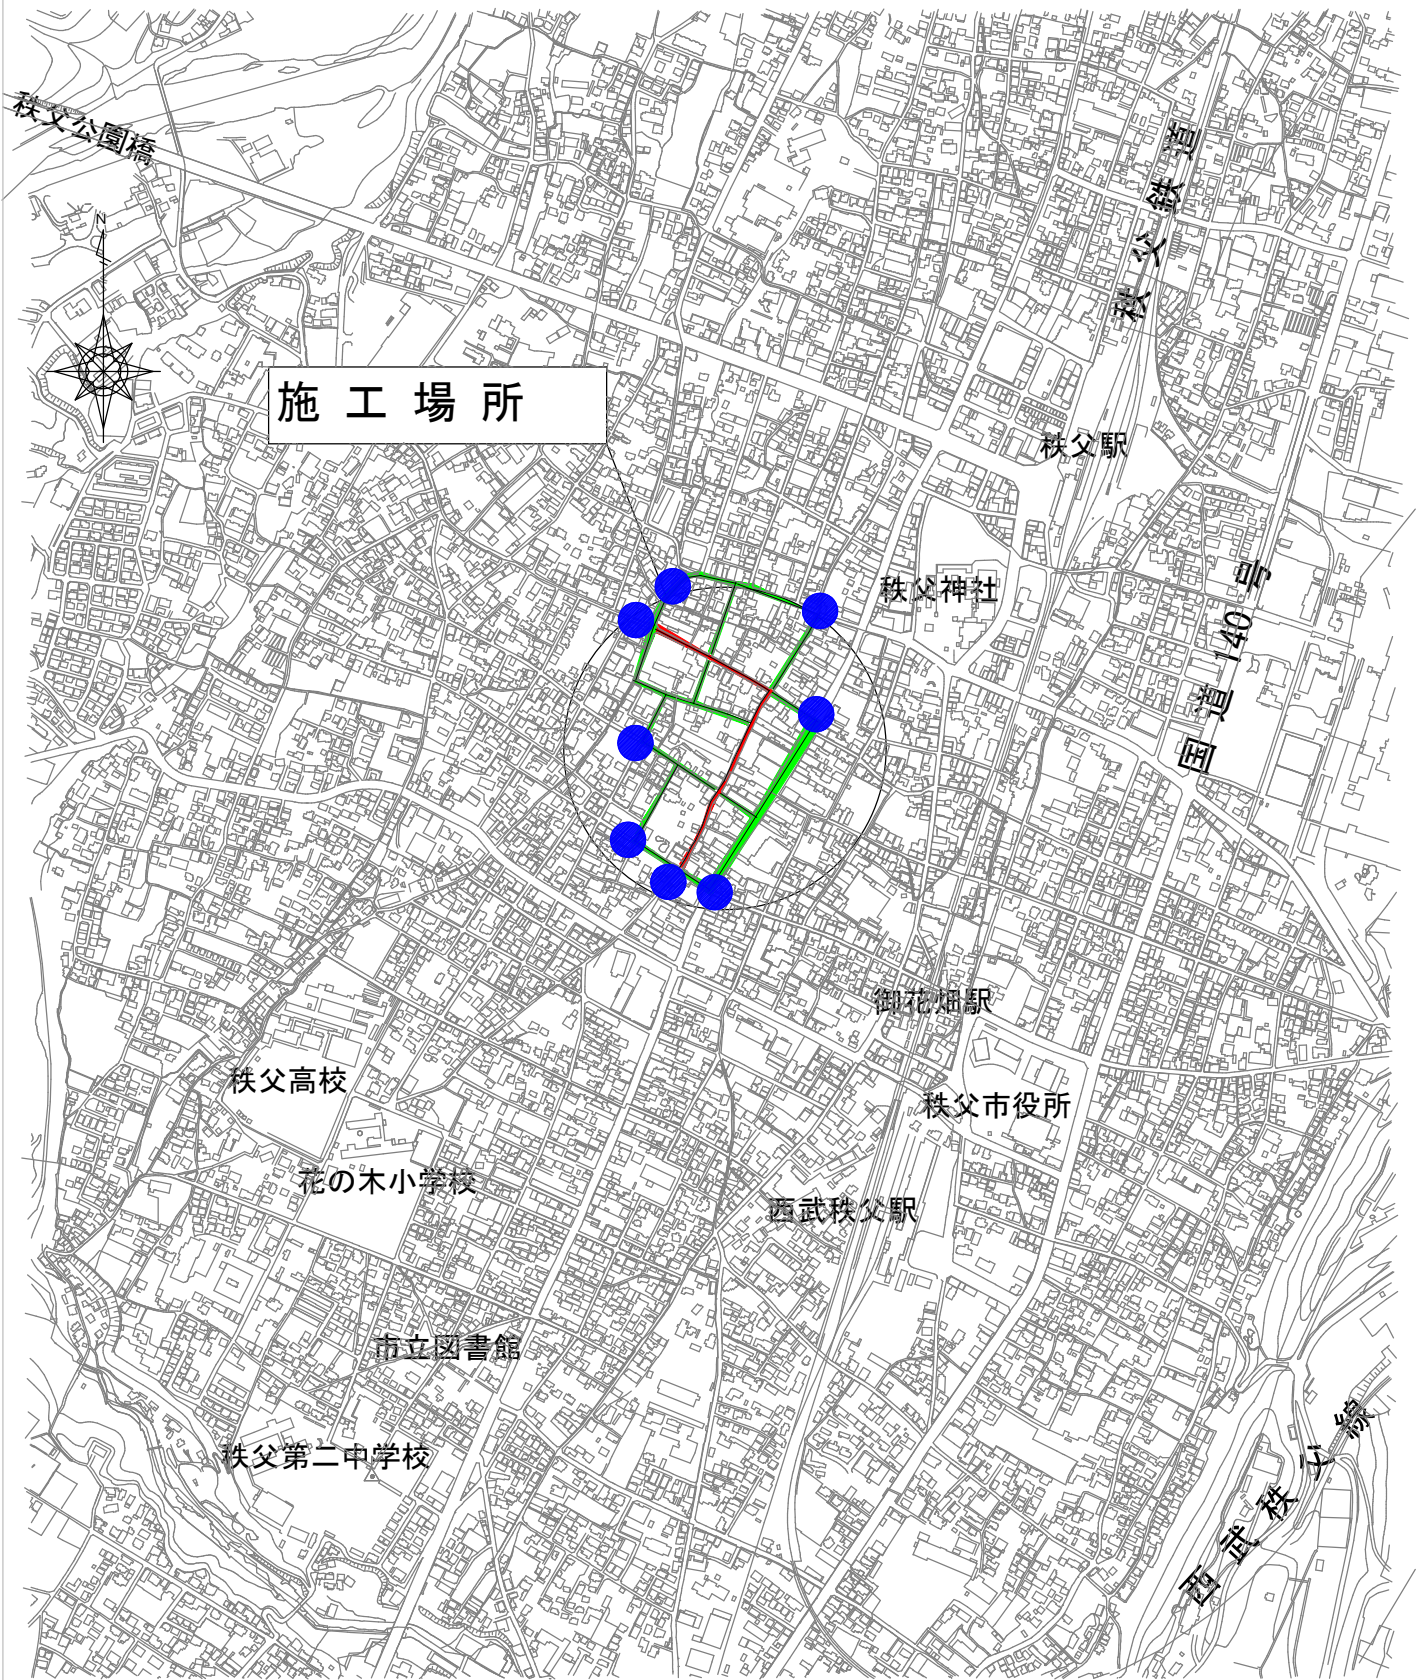 秩父公園橋
秩父鉄道
N
施工場所
秩父駅
秩父神社
国道140号
御花畑駅
秩父高校
秩父市役所
花の木小学校
西武秩父駅
市立図書館
秩父第二中学校
西武秩父線